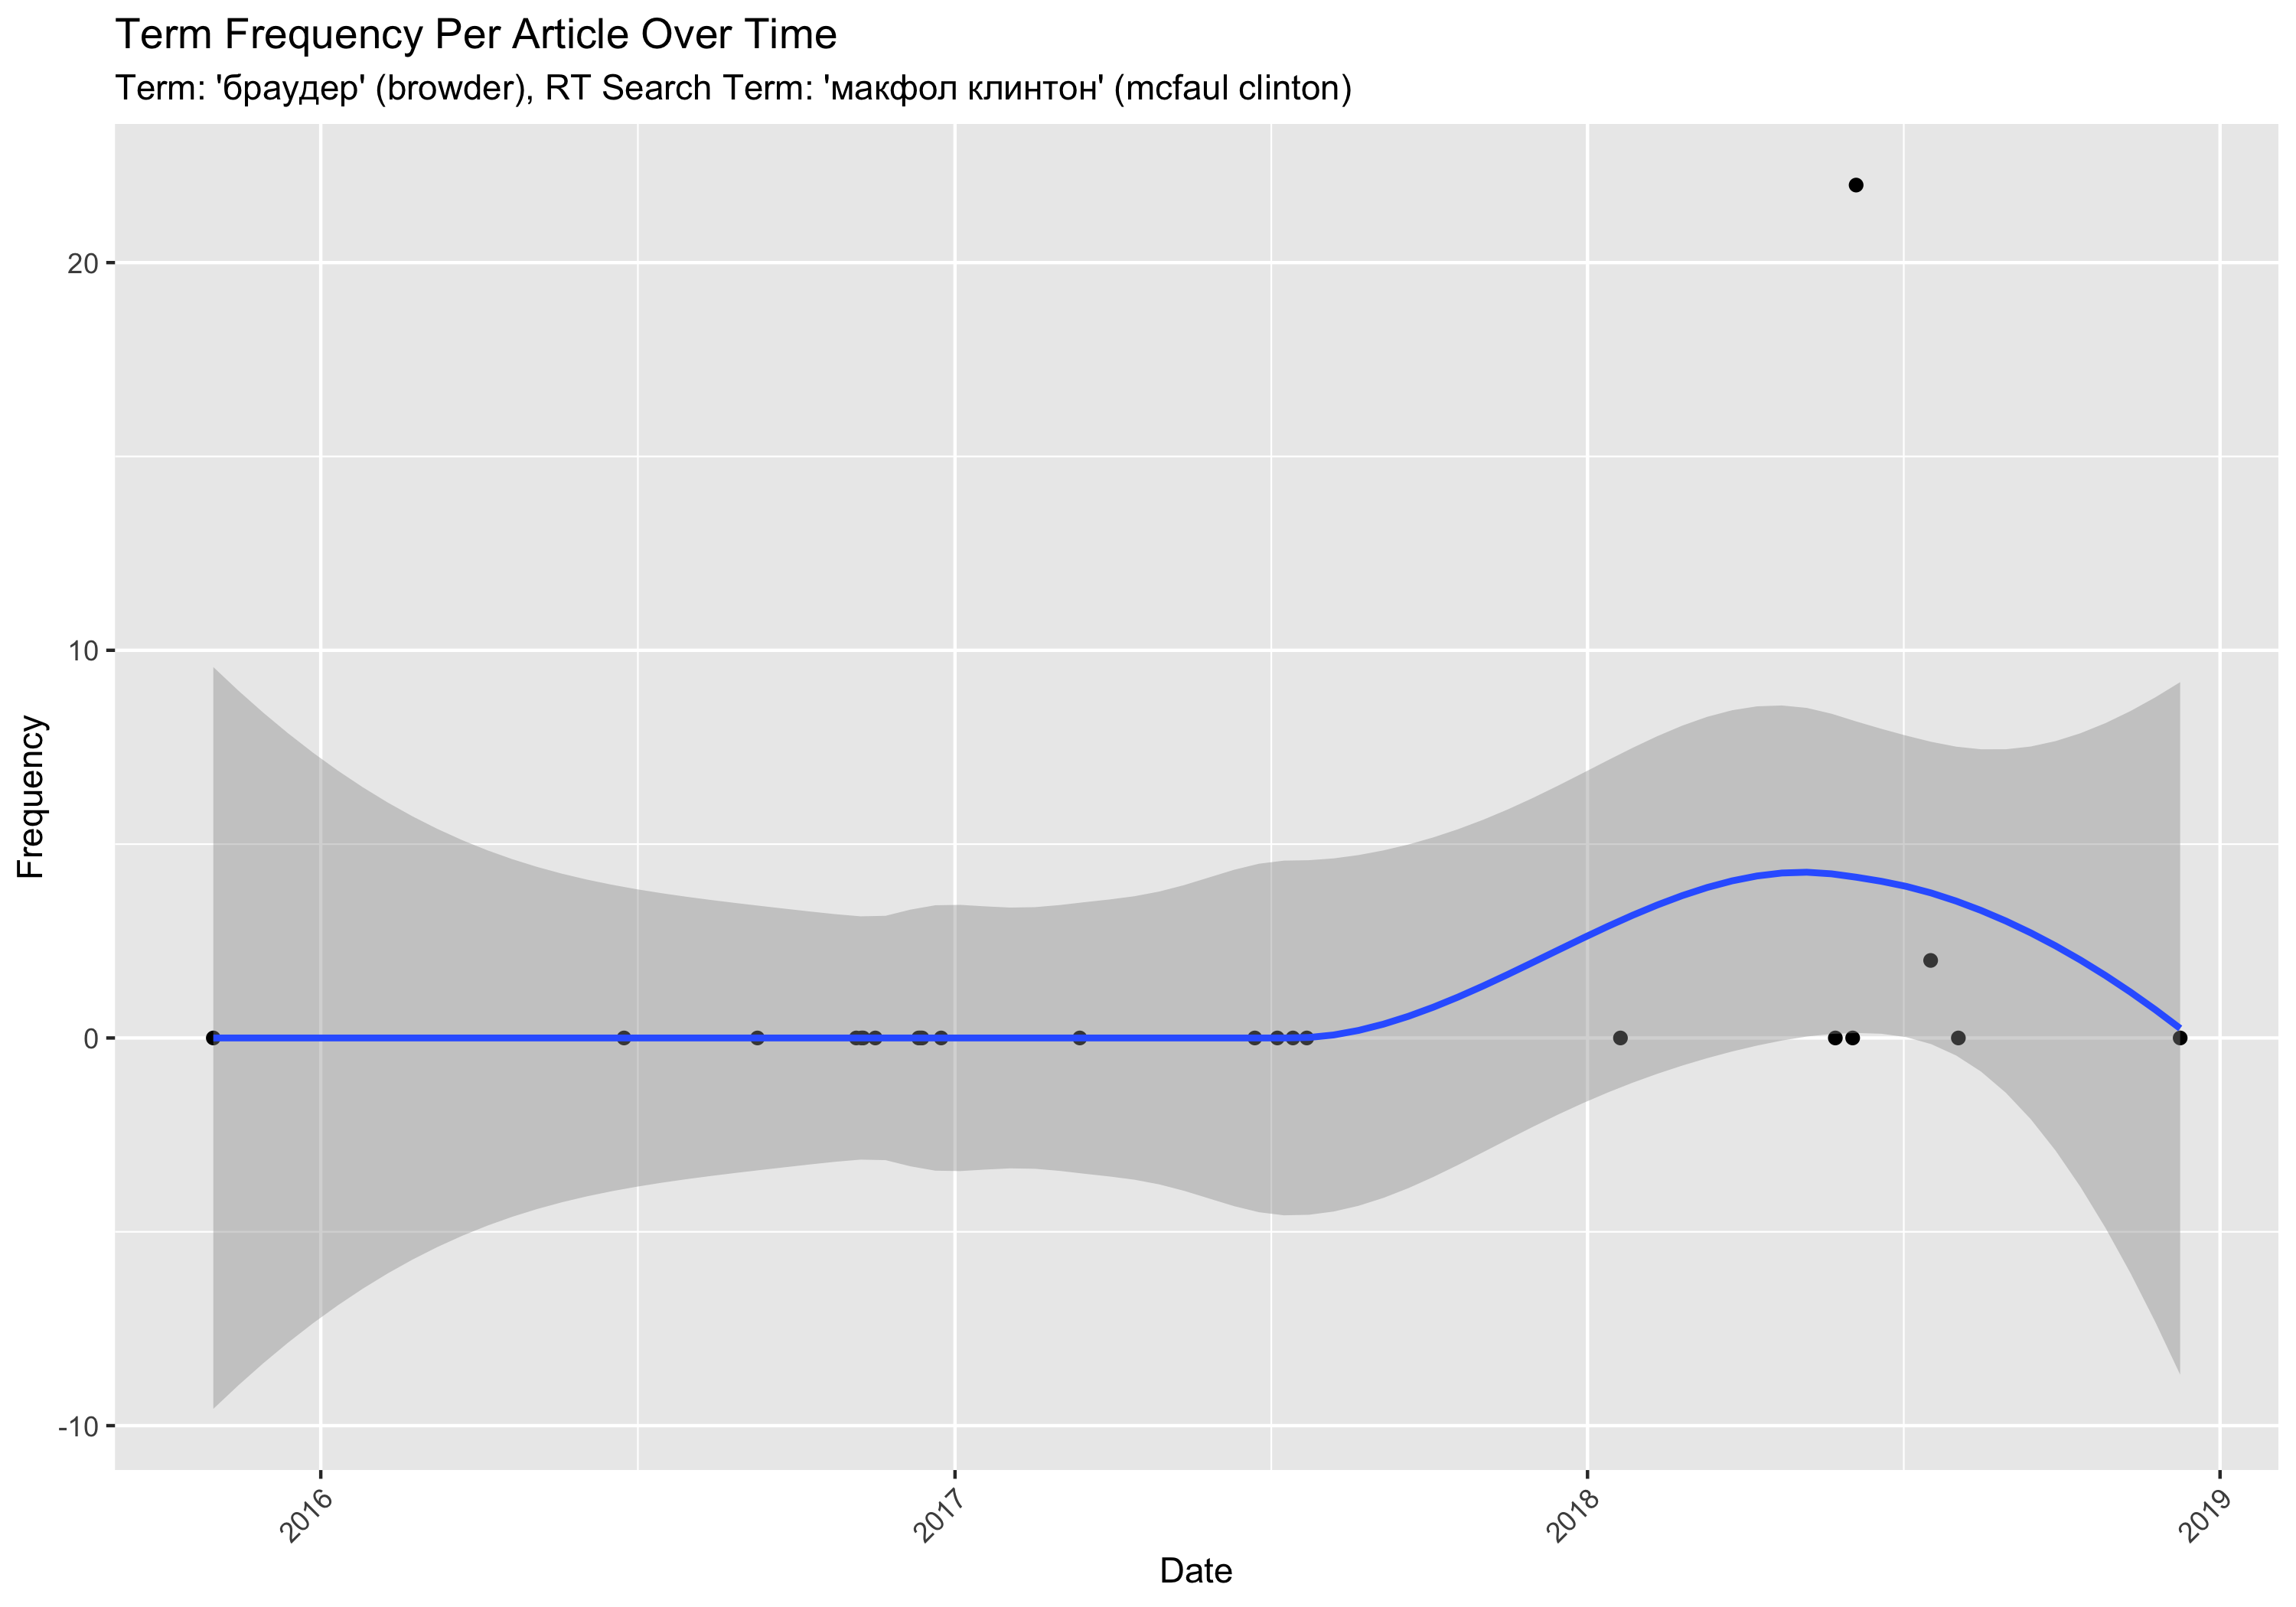 Term Frequency Per Article Over Time
Term: 'браудер' (browder), RT Search Term: 'макфол клинтон' (mcfaul clinton)
20
10
0
-10
Frequency
2016
2017
2018
2019
Date